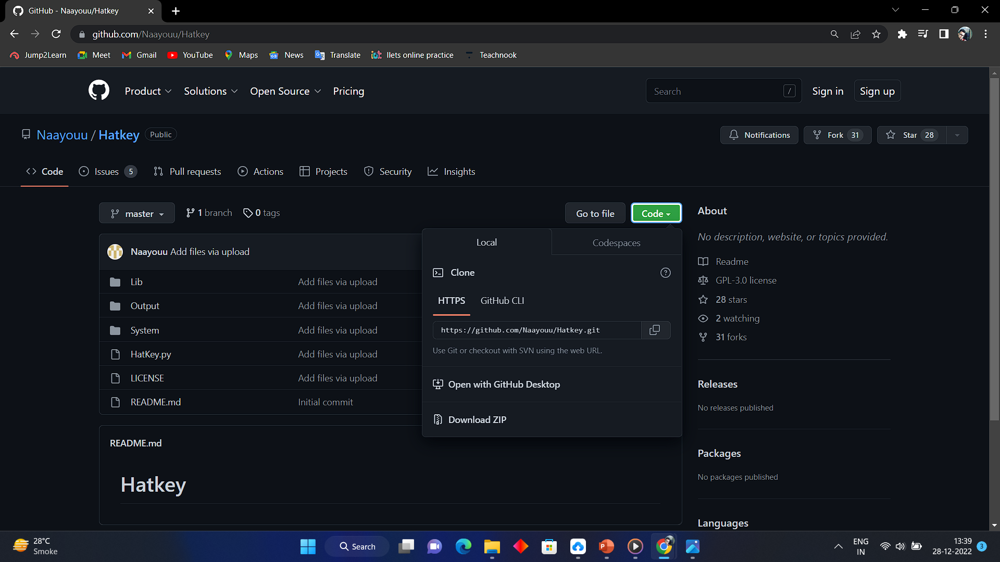 GitHub - Naayouu/Hatkey
github.com/Naayouu/Hatkey
Jump2Learn Meet Gmail YouTube Maps News Translate Ilets online practice Teachnook
Product Solutions Open Source Pricing Search / Sign in Sign up
Naayouu / Hatkey Public Notifications Fork 31 Star 28
Code Issues 5 Pull requests Actions Projects Security Insights
master 1 branch 0 tags Go to file Code
Naayouu Add files via upload
Lib Add files via upload
Output Add files via upload
System Add files via upload
HatKey.py Add files via upload
LICENSE Add files via upload
README.md Initial commit
Local Codespaces
Clone
HTTPS GitHub CLI
https://github.com/Naayouu/Hatkey.git
Use Git or checkout with SVN using the web URL.
Open with GitHub Desktop
Download ZIP
README.md
Hatkey
About
No description, website, or topics provided.
Readme
GPL-3.0 license
28 stars
2 watching
31 forks
Releases
No releases published
Packages
No packages published
Languages
28°C
Smoke
Search
ENG
IN
13:39
28-12-2022
3